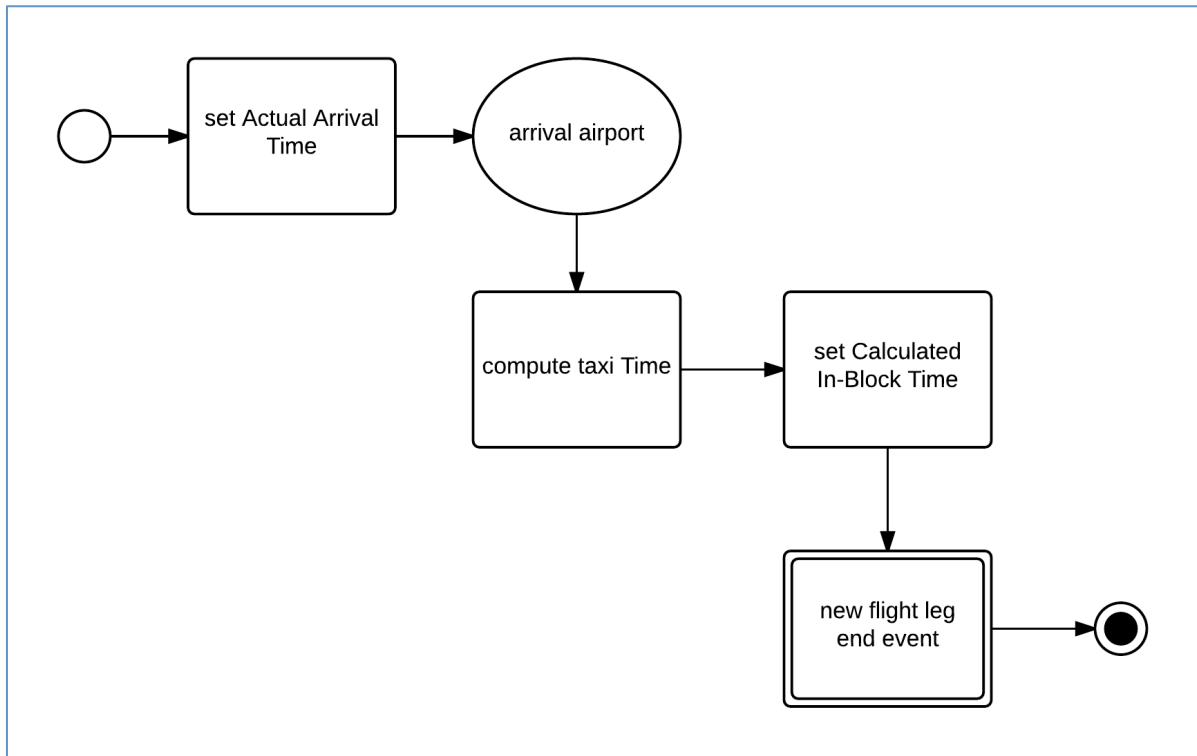 set Actual Arrival
Time
arrival airport
compute taxi Time
set Calculated
In-Block Time
new flight leg
end event